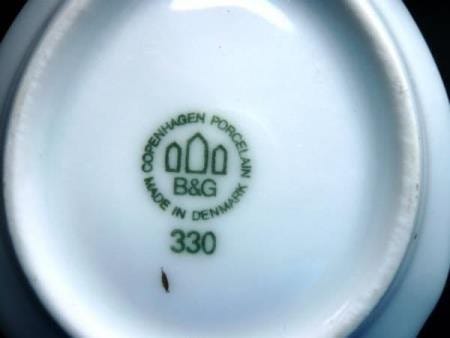 COPENHAGEN PORCELAIN
B&G
MADE IN DENMARK
330